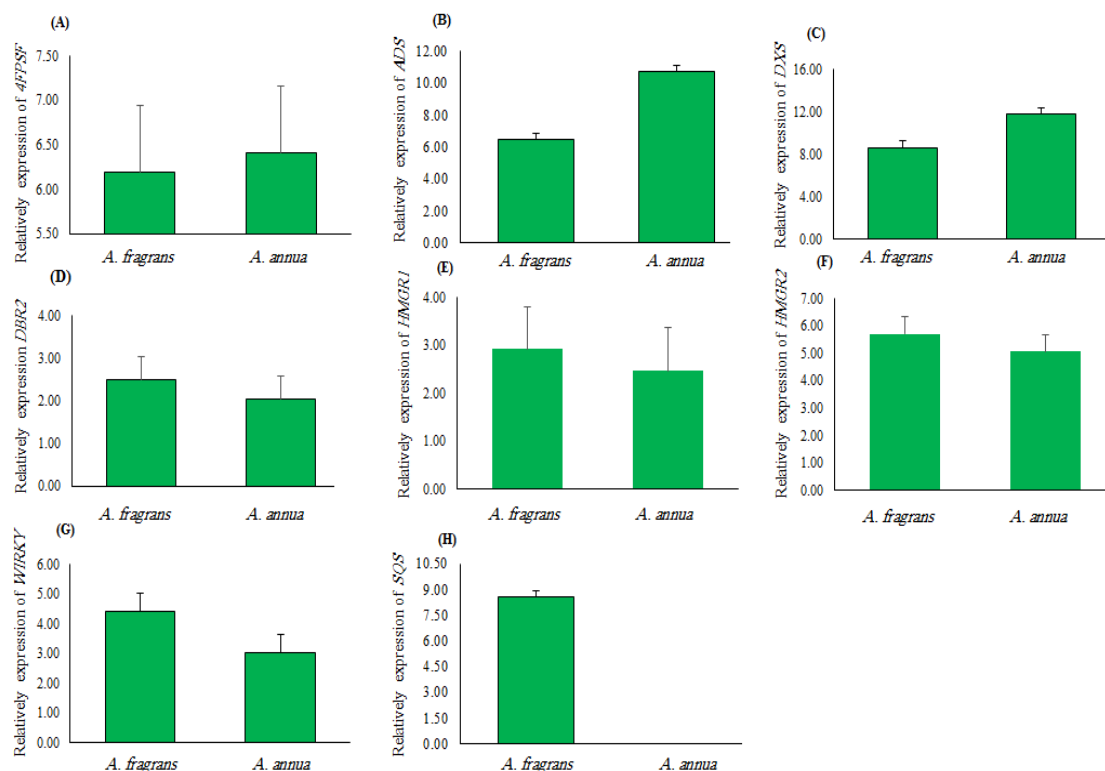 (A)
Relatively expression of 4FPSF
7.50
7.00
6.50
6.00
5.50
A. fragrans
A. annua
(B)
Relatively expression of ADS
12.00
10.00
8.00
6.00
4.00
2.00
0.00
A. fragrans
A. annua
(C)
Relatively expression of DXS
16.00
12.00
8.00
4.00
0.00
A. fragrans
A. annua
(D)
Relatively expression DBR2
4.00
3.00
2.00
1.00
0.00
A. fragrans
A. annua
(E)
Relatively expression of HMGR1
4.00
3.00
2.00
1.00
0.00
A. fragrans
A. annua
(F)
Relatively expression of HMGR2
7.00
6.00
5.00
4.00
3.00
2.00
1.00
0.00
A. fragrans
A. annua
(G)
Relatively expression of WIRKY
6.00
5.00
4.00
3.00
2.00
1.00
0.00
A. fragrans
A. annua
(H)
Relatively expression of SQS
10.50
9.00
7.50
6.00
4.50
3.00
1.50
0.00
A. fragrans
A. annua